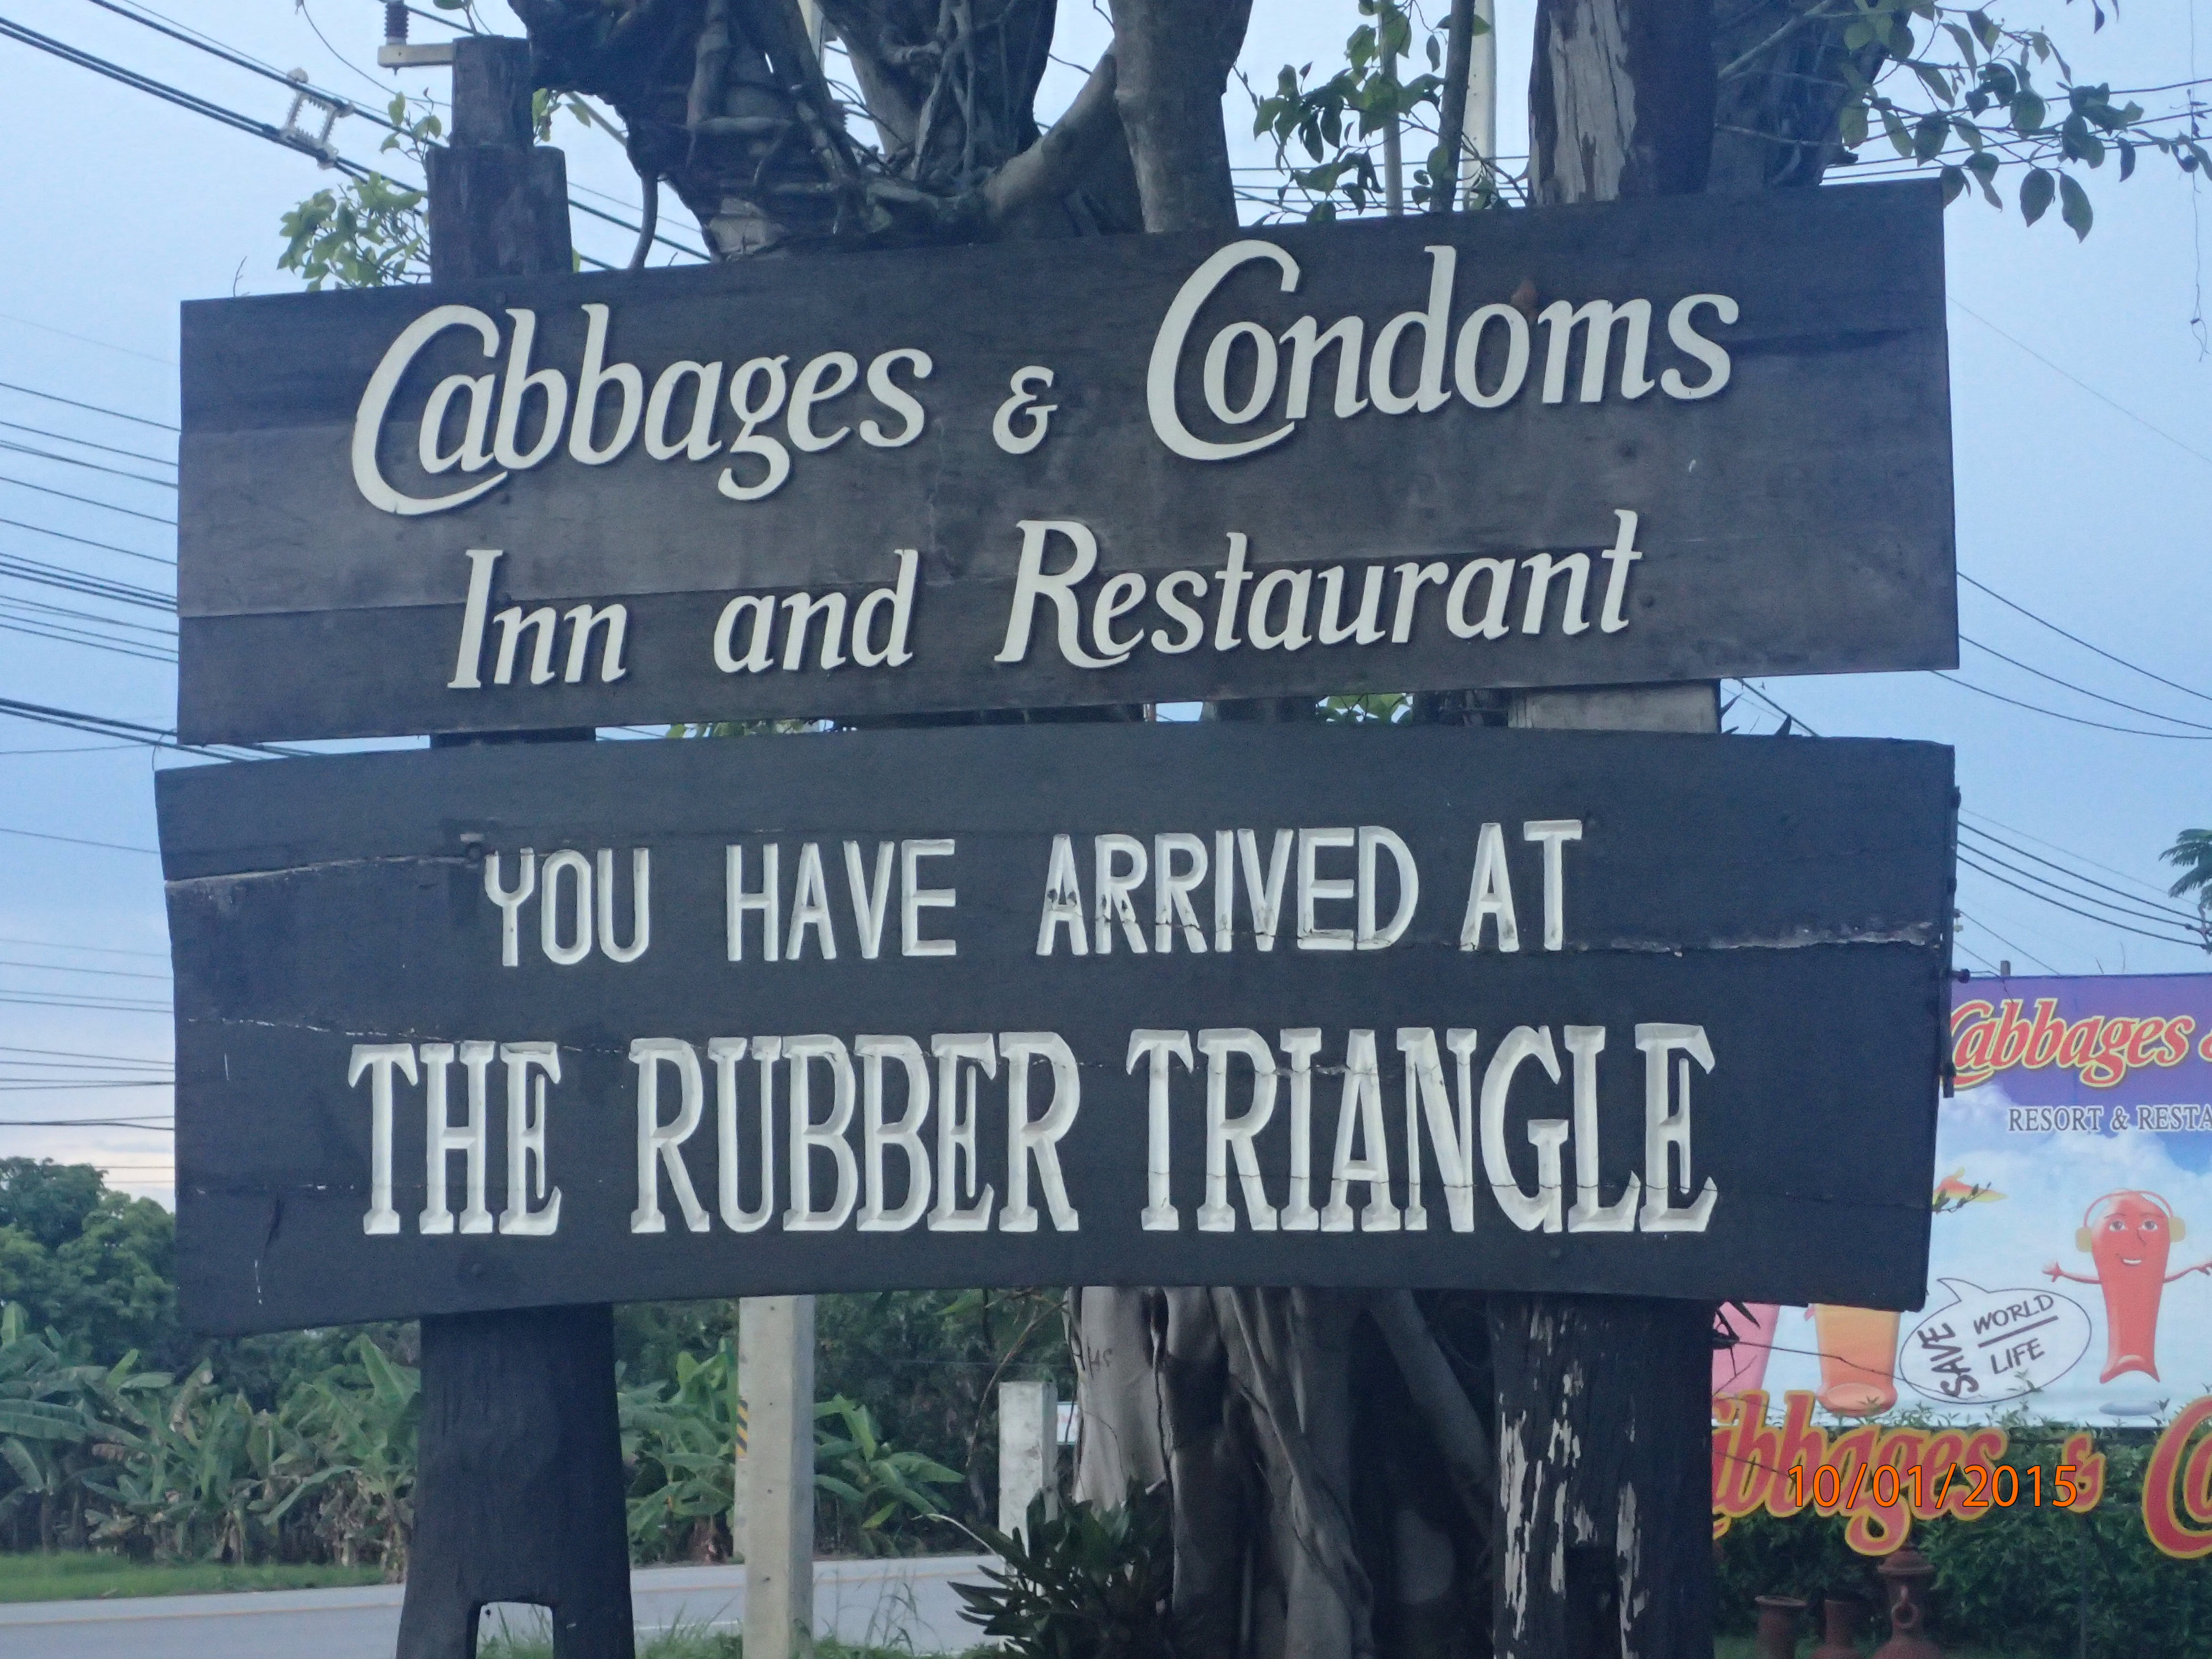 Cabbages & Condoms
Inn and Restaurant
YOU HAVE ARRIVED AT
THE RUBBER TRIANGLE
Cabbages
RESORT &
SAVE
WORLD
LIFE
Cabbages &
10/01/2015